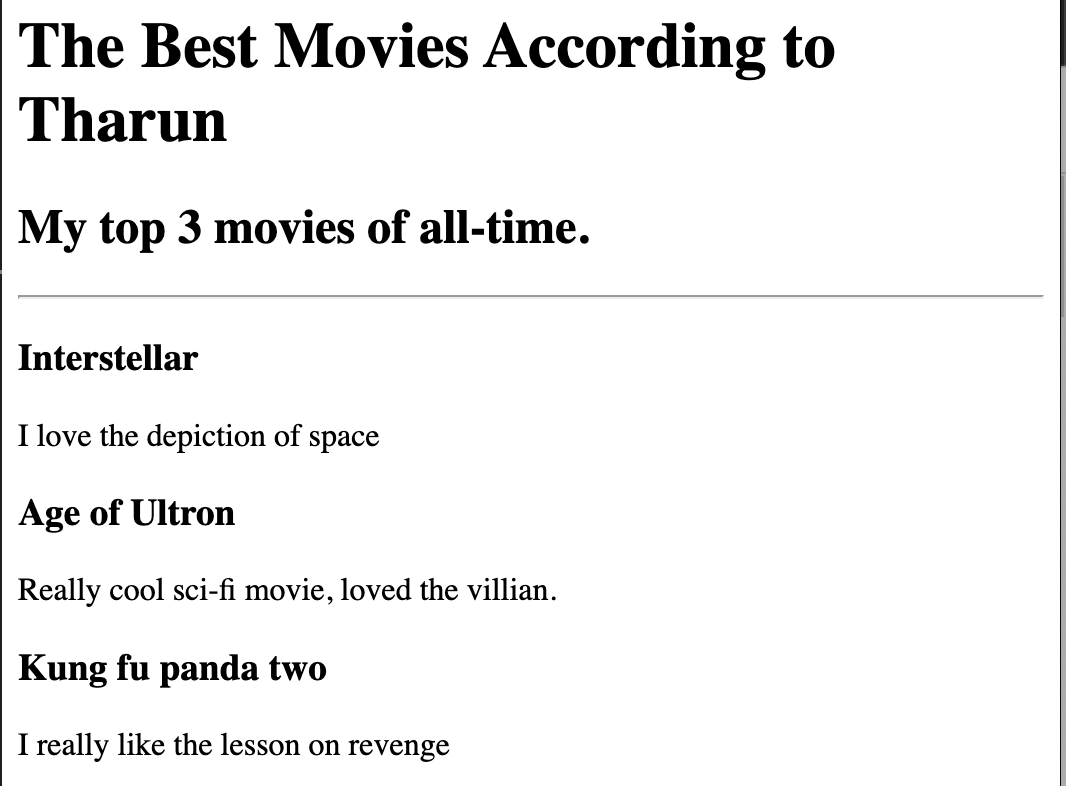 The Best Movies According to
Tharun
My top 3 movies of all-time.
Interstellar
I love the depiction of space
Age of Ultron
Really cool sci-fi movie, loved the villian.
Kung fu panda two
I really like the lesson on revenge